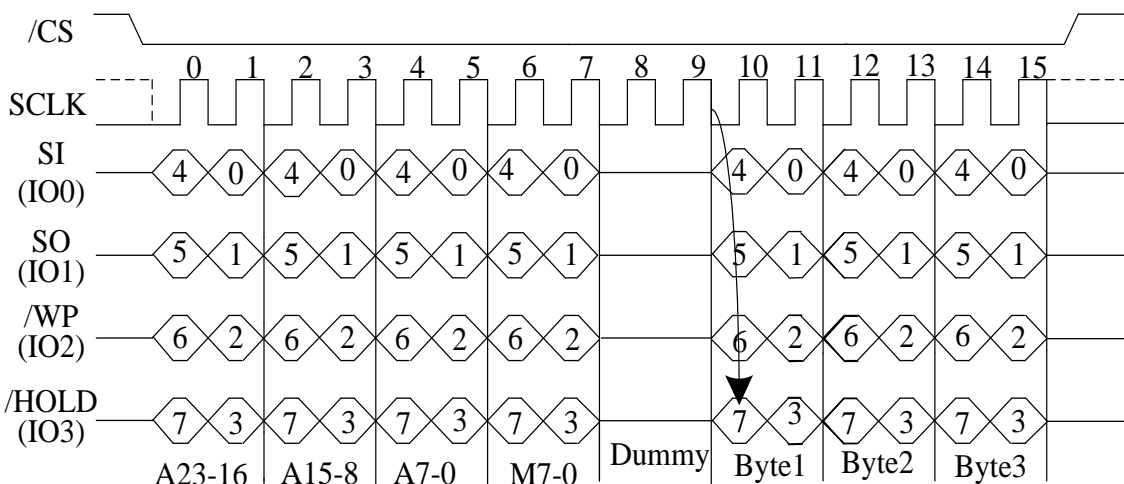 /CS
0 1 2 3 4 5 6 7 8 9 10 11 12 13 14 15
SCLK
SI
(IO0)
4 0 4 0 4 0 4 0 4 0 4 0 4 0
SO
(IO1)
5 1 5 1 5 1 5 1 5 1 5 1 5 1
/WP
(IO2)
6 2 6 2 6 2 6 2 6 2 6 2 6 2
/HOLD
(IO3)
7 3 7 3 7 3 7 3 7 3 7 3 7 3
A23-16 A15-8 A7-0 M7-0 Dummy Byte1 Byte2 Byte3